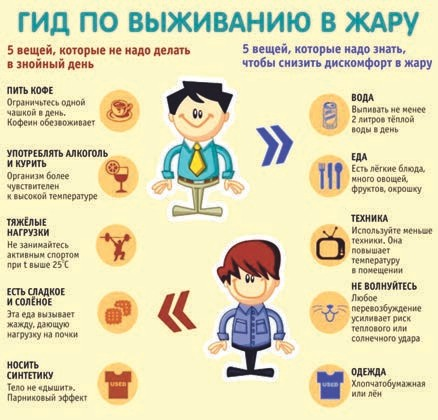 ГИД ПО ВЫЖИВАНИЮ В ЖАРУ
5 вещей, которые не надо делать
в знойный день
ПИТЬ КОФЕ
Ограничьтесь одной
чашкой в день.
Кофеин обезвоживает
УПОТРЕБЛЯТЬ АЛКОГОЛЬ
И КУРИТЬ
Организм более
чувствителен
к высокой температуре
ТЯЖЁЛЫЕ
НАГРУЗКИ
Не занимайтесь
активным спортом
при t выше 25°С
ЕСТЬ СЛАДКОЕ
И СОЛЁНОЕ
Эта еда вызывает
жажду, дающую
нагрузку на почки
НОСИТЬ
СИНТЕТИКУ
Тело не «дышит».
Парниковый эффект
USED
5 вещей, которые надо знать,
чтобы снизить дискомфорт в жару
ВОДА
Выпивать не менее
2 литров тёплой
воды в день
ЕДА
Есть лёгкие блюда,
много овощей,
фруктов, окрошку
ТЕХНИКА
Используйте меньше
техники. Она
повышает
температуру
в помещении
НЕ ВОЛНУЙТЕСЬ
Любое
перевозбуждение
усиливает риск
теплового или
солнечного удара
ОДЕЖДА
Хлопчатобумажная
или лён
USED